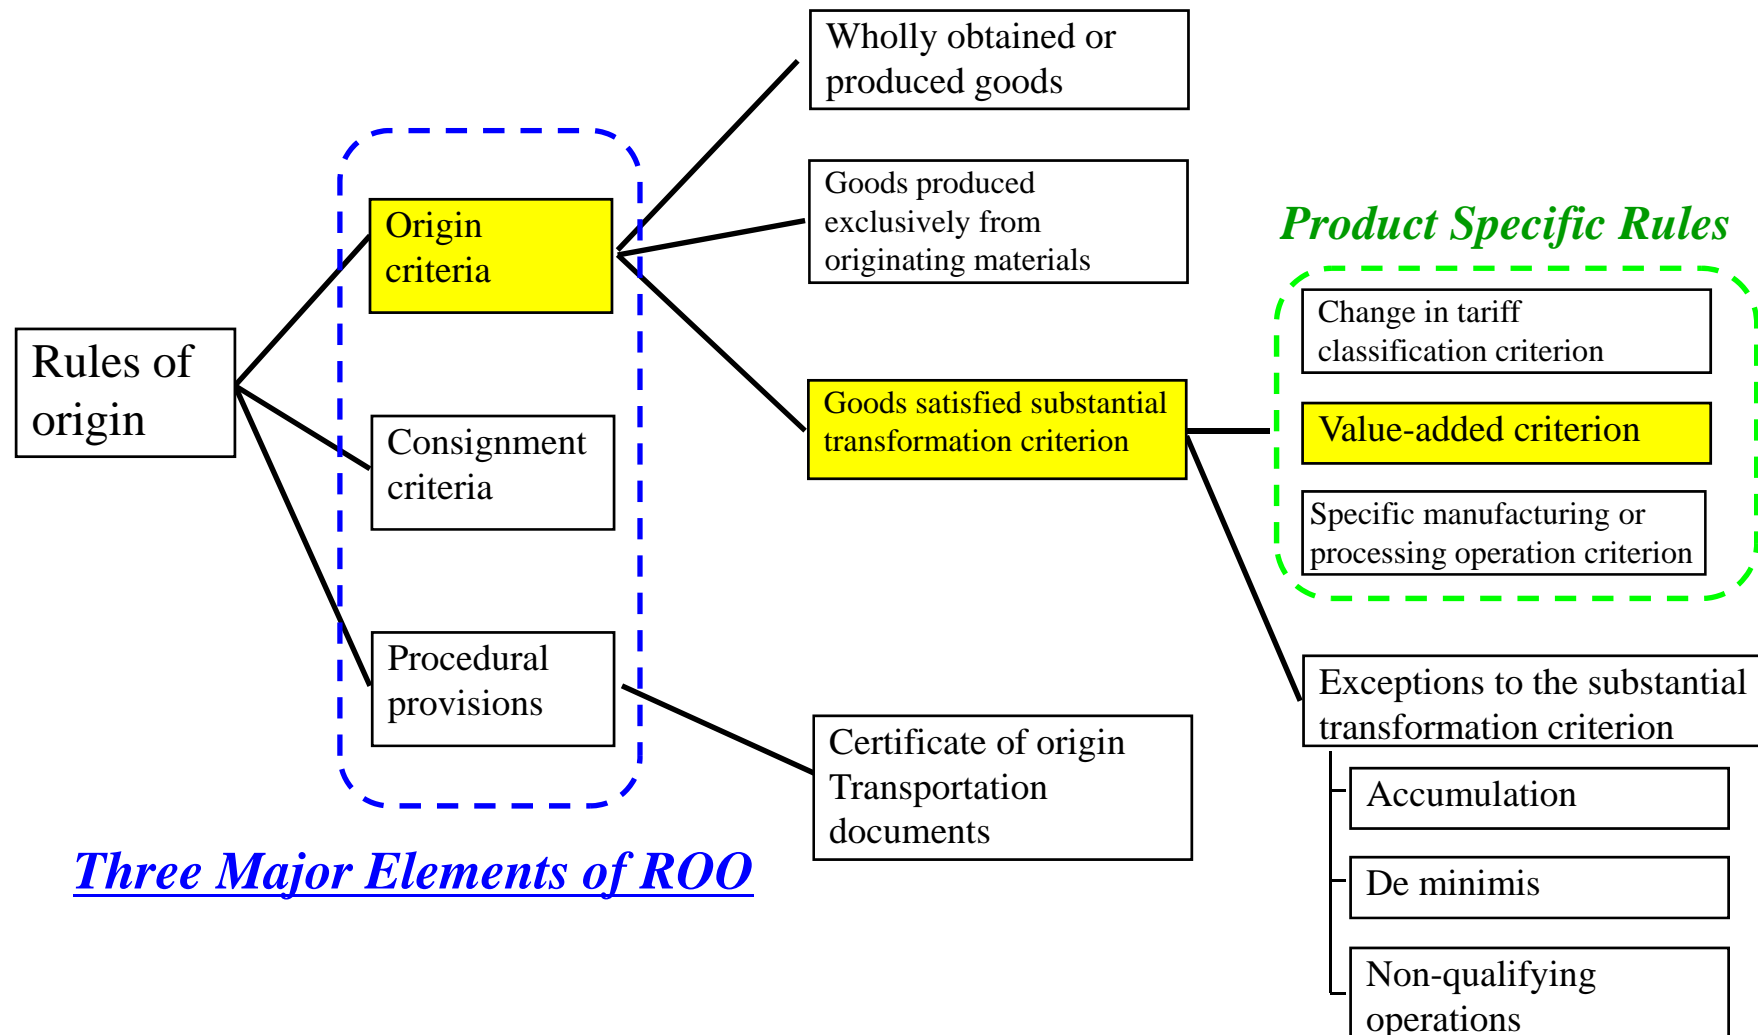 Rules of
origin
Three Major Elements of ROO
Origin
criteria
Consignment
criteria
Procedural
provisions
Wholly obtained or
produced goods
Goods produced
exclusively from
originating materials
Goods satisfied substantial
transformation criterion
Certificate of origin
Transportation
documents
Product Specific Rules
Change in tariff
classification criterion
Value-added criterion
Specific manufacturing or
processing operation criterion
Exceptions to the substantial
transformation criterion
Accumulation
De minimis
Non-qualifying
operations